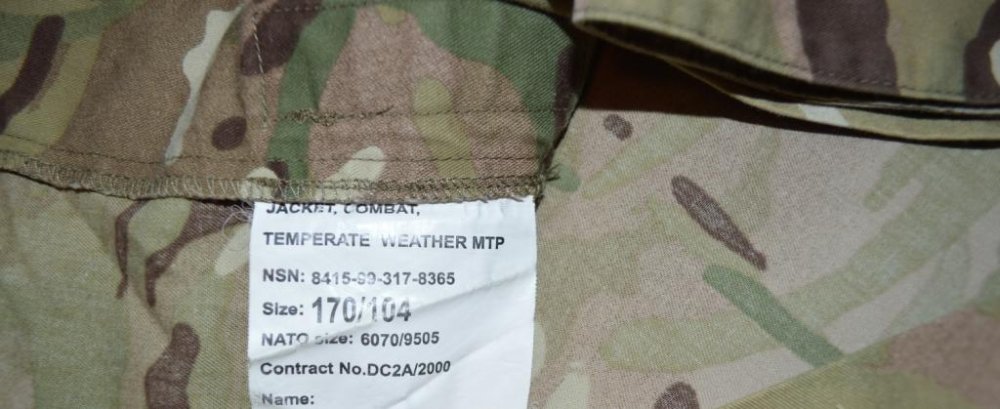 JACKET, COMBAT,
TEMPERATE WEATHER MTP
NSN: 8415-99-317-8365
Size: 170/104
NATO size: 6070/9505
Contract No.DC2A/2000
Name: